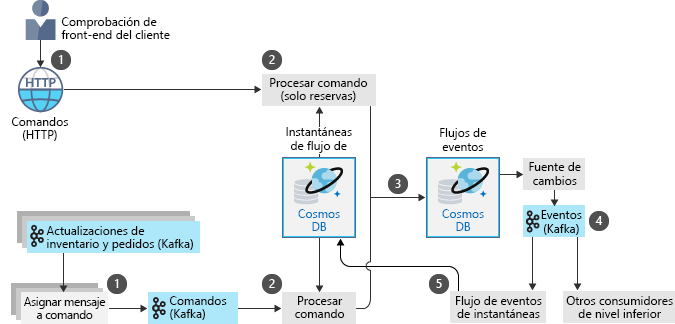 Comprobación de
front-end del cliente
1
HTTP
Comandos
(HTTP)
2
Procesar comando
(solo reservas)
Instantáneas
de flujo de
Cosmos
DB
Flujos de
eventos
Cosmos
DB
3
Fuente de
cambios
Eventos
(Kafka)
4
Actualizaciones de
inventario y pedidos (Kafka)
Asignar mensaje
a comando
1
Comandos
(Kafka)
2
Procesar
comando
5
Flujo de eventos
de instantáneas
Otros consumidores
de nivel inferior